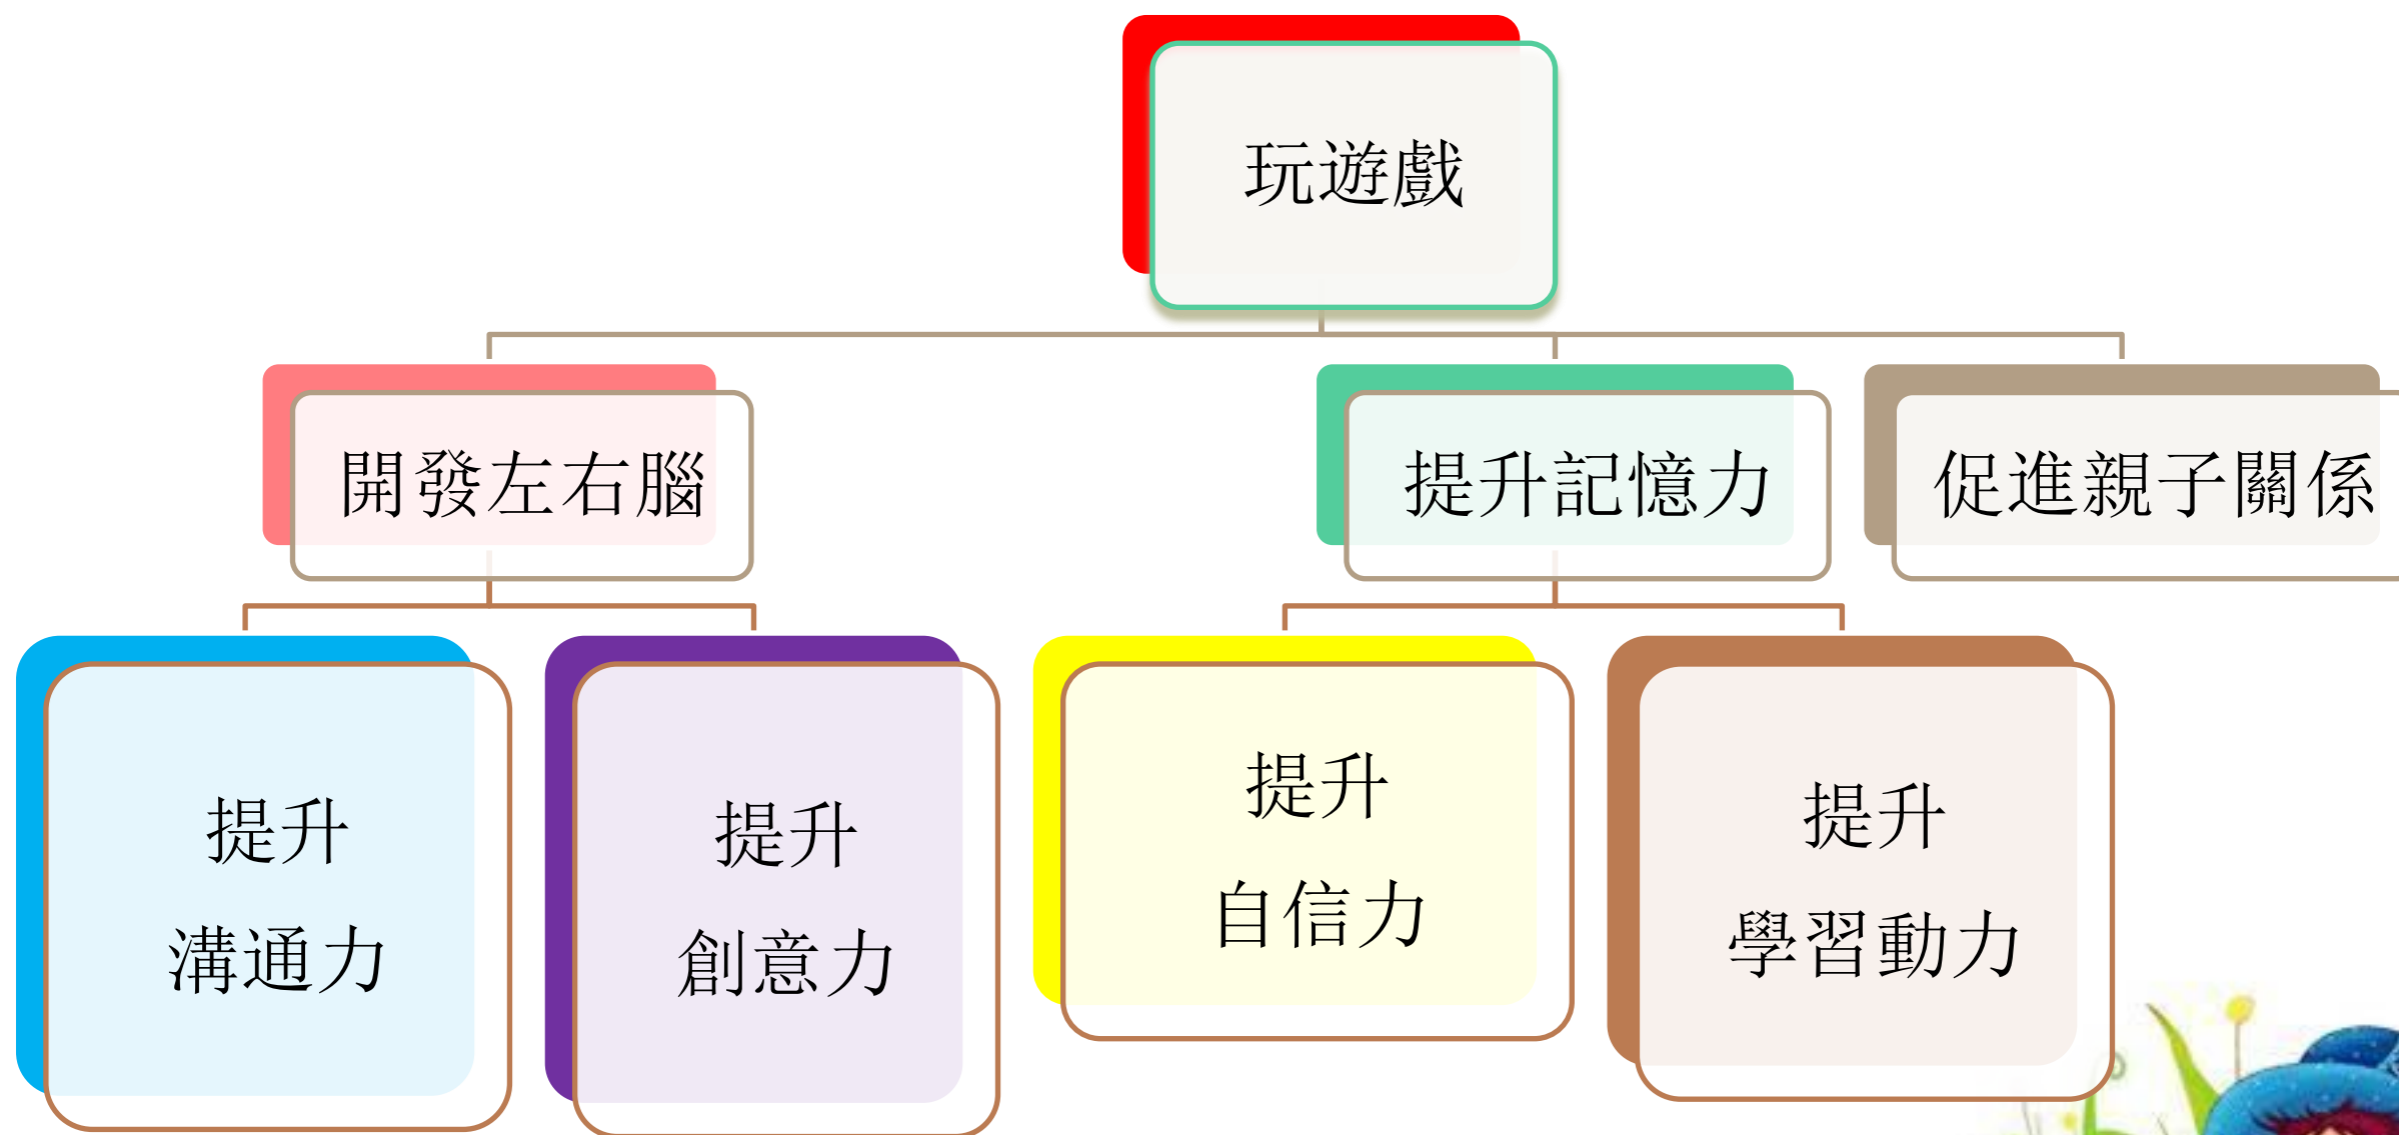 玩遊戲
開發左右腦
提升記憶力
促進親子關係
提升
溝通力
提升
創意力
提升
自信力
提升
學習動力